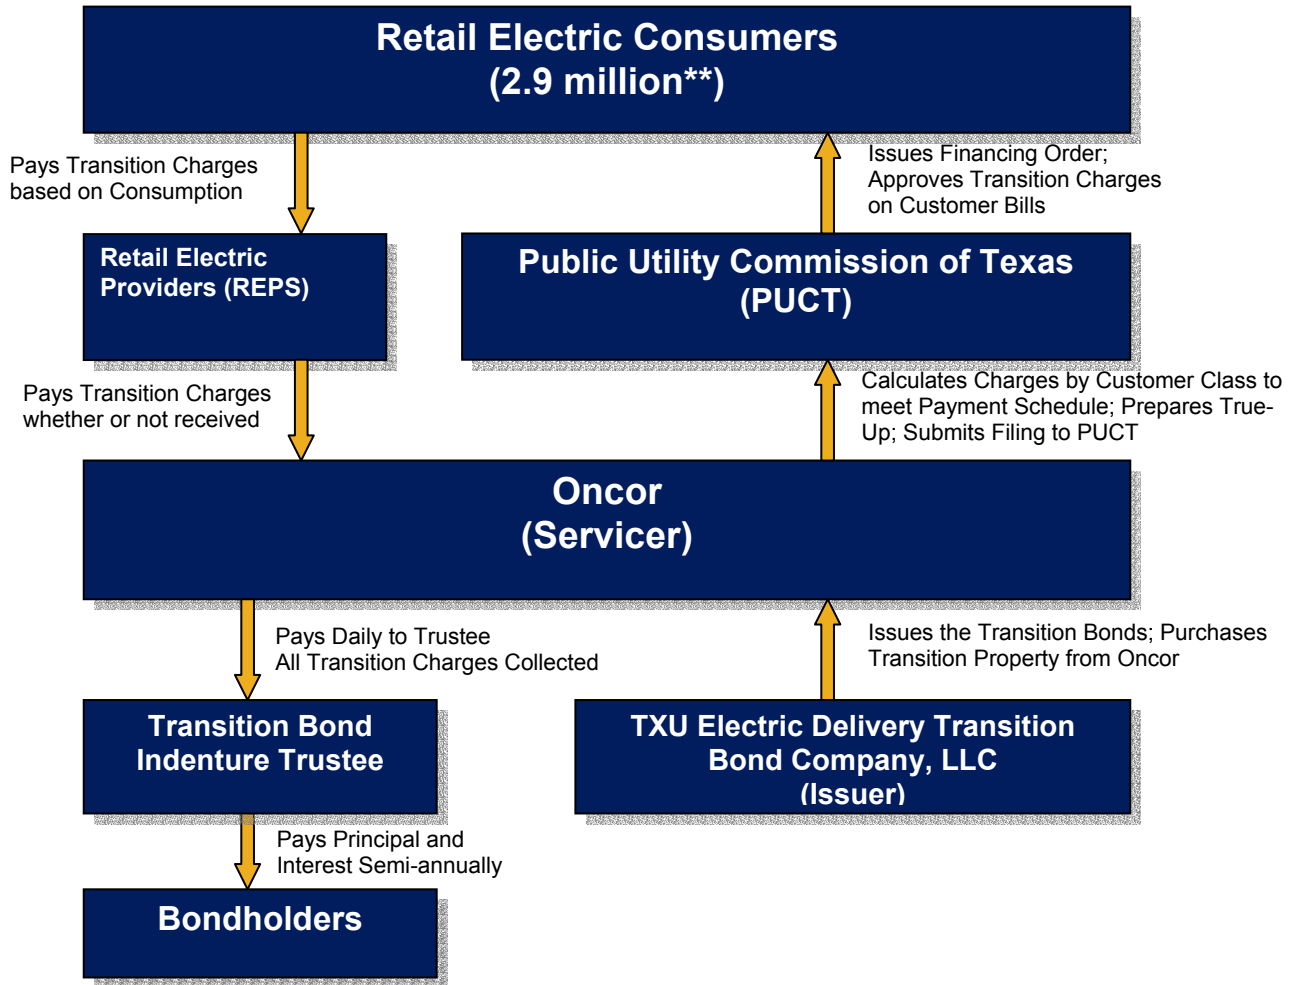 Retail Electric Consumers
(2.9 million**)
Pays Transition Charges
based on Consumption
Issues Financing Order;
Approves Transition Charges
on Customer Bills
Retail Electric
Providers (REPS)
Public Utility Commission of Texas
(PUCT)
Pays Transition Charges
whether or not received
Calculates Charges by Customer Class to
meet Payment Schedule; Prepares True-
Up; Submits Filing to PUCT
Oncor
(Servicer)
Pays Daily to Trustee
All Transition Charges Collected
Issues the Transition Bonds; Purchases
Transition Property from Oncor
Transition Bond
Indenture Trustee
TXU Electric Delivery Transition
Bond Company, LLC
(Issuer)
Pays Principal and
Interest Semi-annually
Bondholders